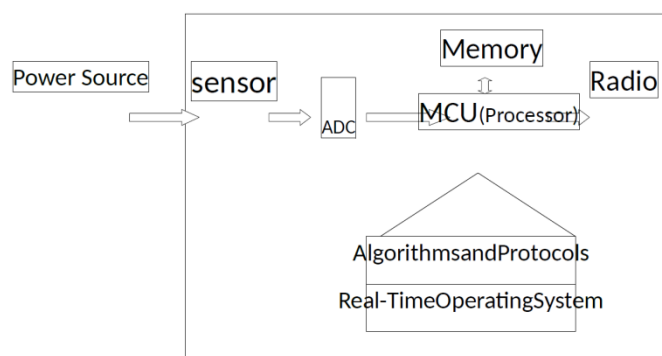 Memory
Power Source
sensor
Radio
ADC
MCU(Processor)
AlgorithmsandProtocols
Real-TimeOperatingSystem